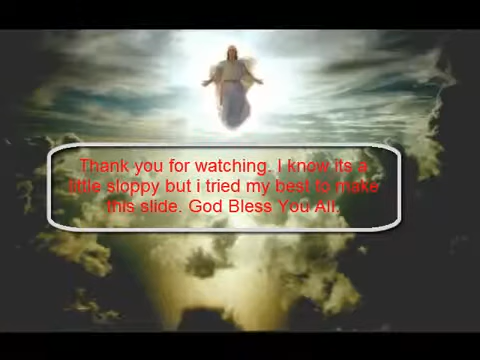 Thank you for watching. I know its a
little sloppy but i tried my best to make
this slide. God Bless You All.